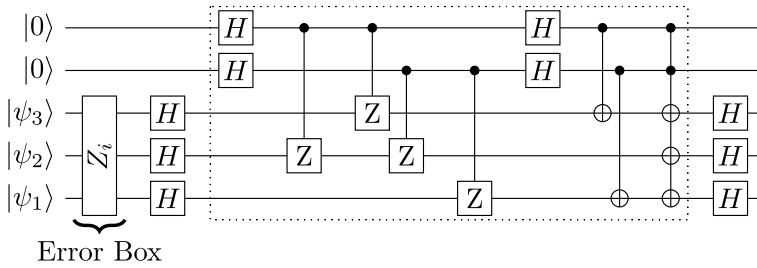 |0⟩ H H
|0⟩ H H
|ψ₃⟩ H Z H
|ψ₂⟩ Zᵢ H Z Z H
|ψ₁⟩ H Z H
Error Box